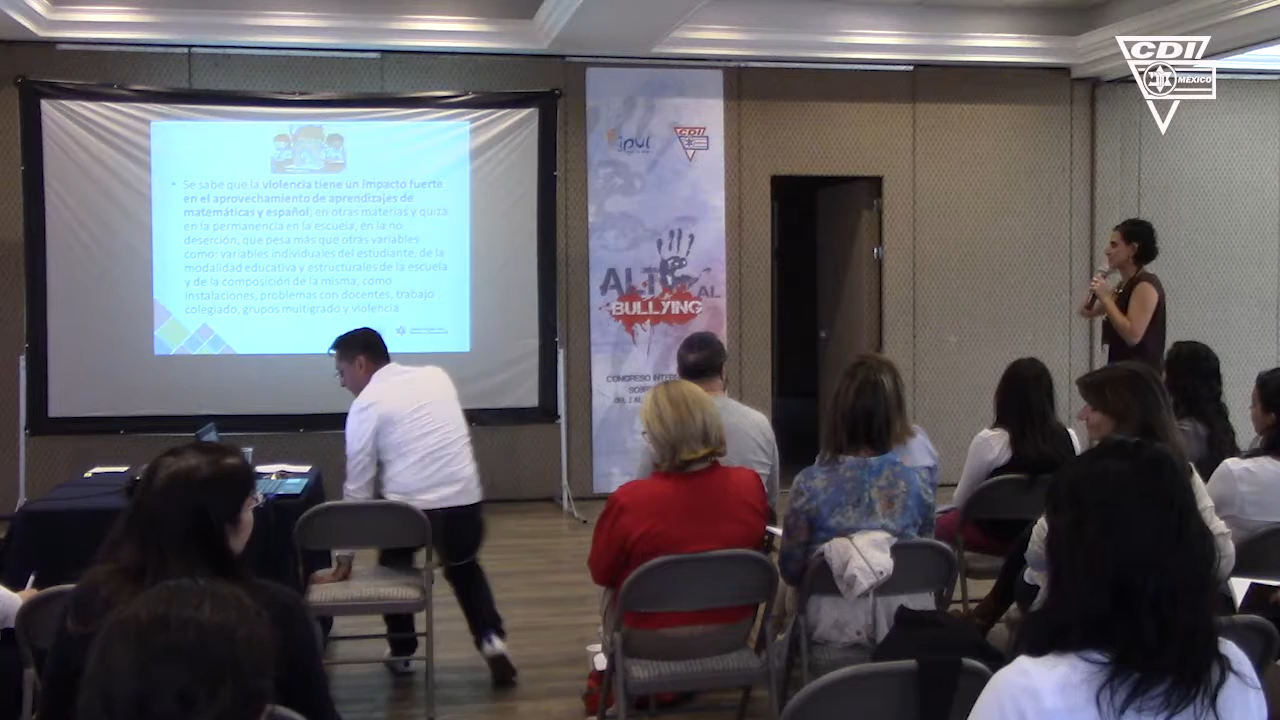 CDI
MÉXICO
• Se sabe que la violencia tiene un impacto fuerte
en el aprovechamiento de aprendizajes de
matemáticas y español, en otras materias y quiza
en la permanencia en la escuela, en la no
deserción, que pesa más que otras variables
como: variables individuales del estudiante, de la
modalidad educativa y estructurales de la escuela
y de la composición de la misma, como
instalaciones, problemas con docentes, trabajo
colegiado, grupos multigrado y violencia
CDI
ALTO AL
BULLYING
CONGRESO